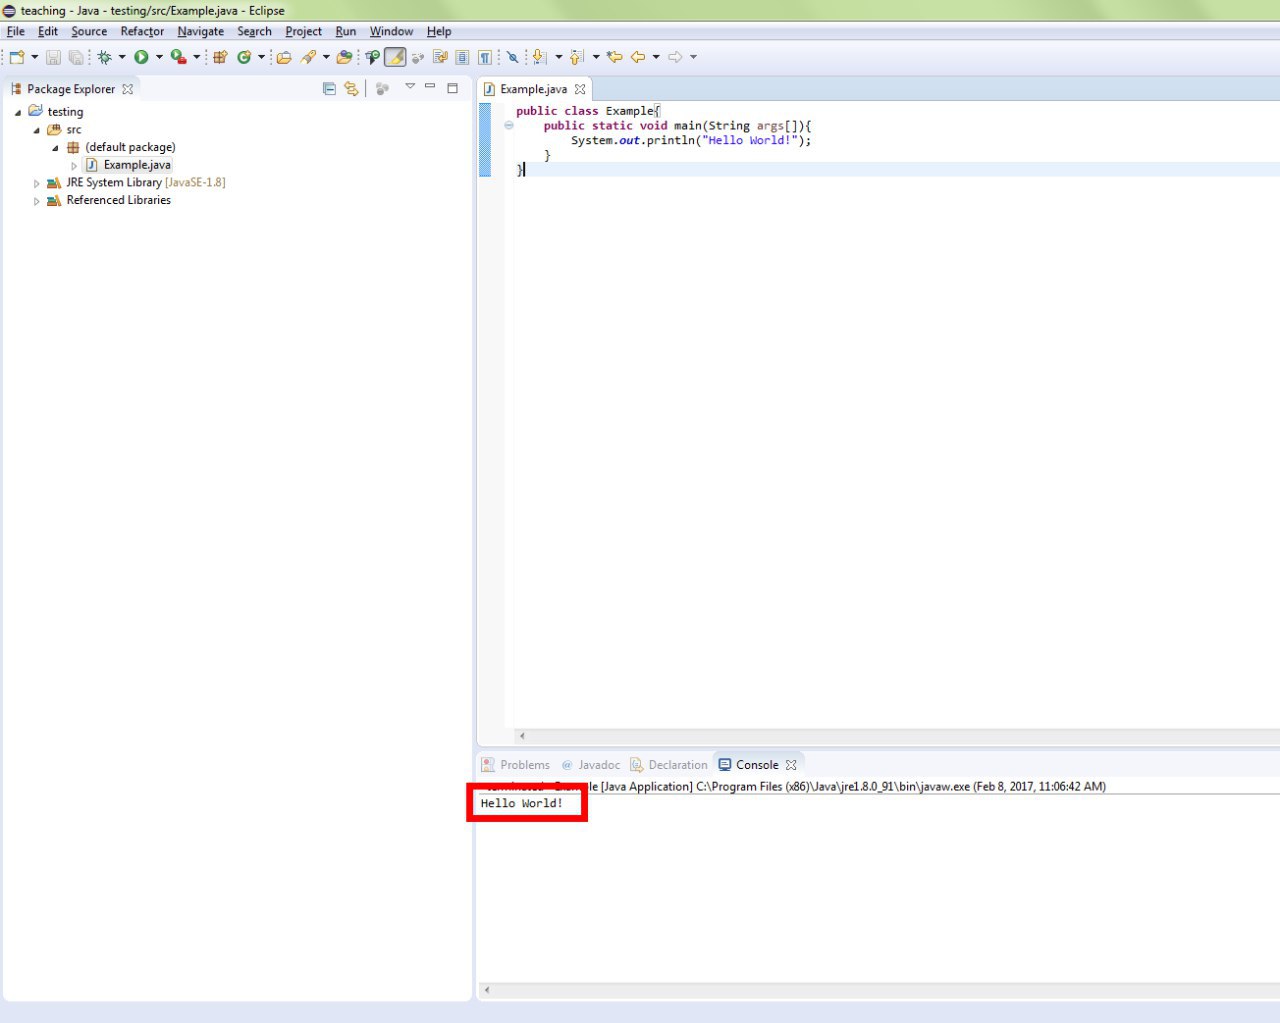 teaching - Java - testing/src/Example.java - Eclipse
File Edit Source Refactor Navigate Search Project Run Window Help
Package Explorer
testing
src
(default package)
Example.java
JRE System Library [JavaSE-1.8]
Referenced Libraries
Example.java
public class Example{
public static void main(String args[]){
System.out.println("Hello World!");
}
}
Problems @ Javadoc Declaration Console
[Java Application] C:\Program Files (x86)\Java\jre1.8.0_91\bin\javaw.exe (Feb 8, 2017, 11:06:42 AM)
Hello World!